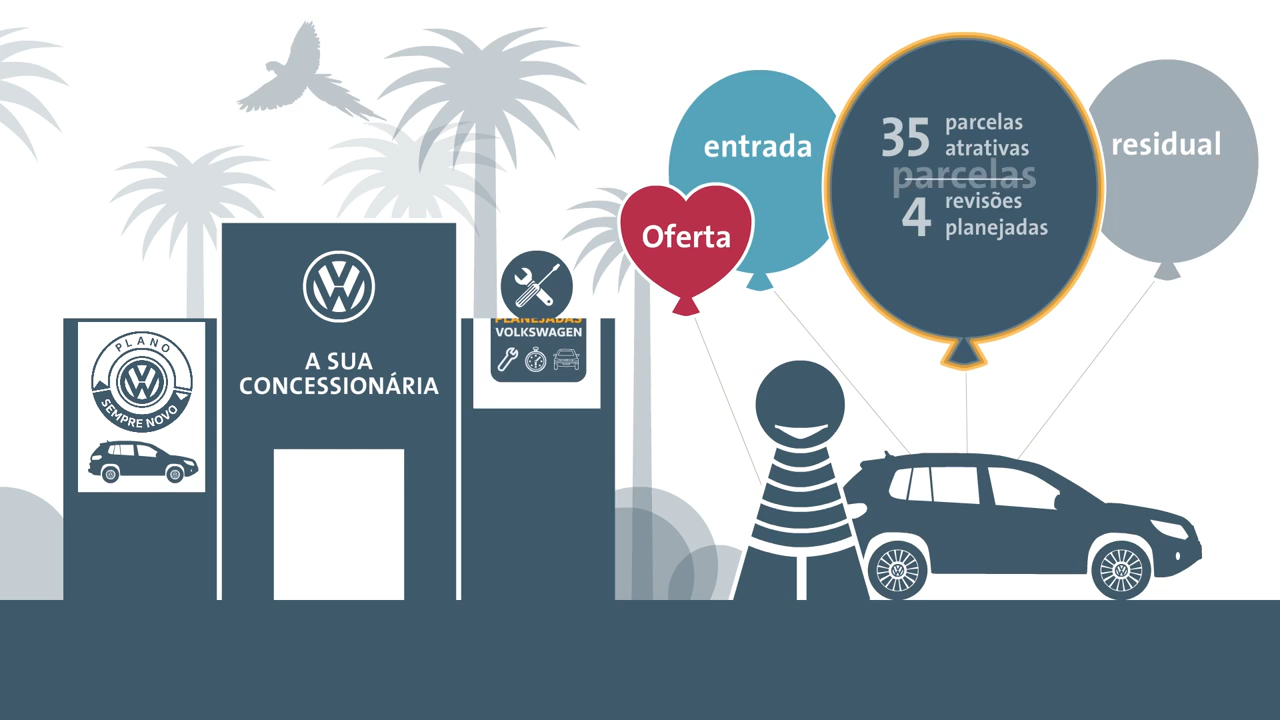 PLANO
SEMPRE NOVO
A SUA
CONCESSIONÁRIA
PLANEJADAS
VOLKSWAGEN
Oferta
entrada
35 parcelas
atrativas
parcelas
4 revisões
planejadas
residual